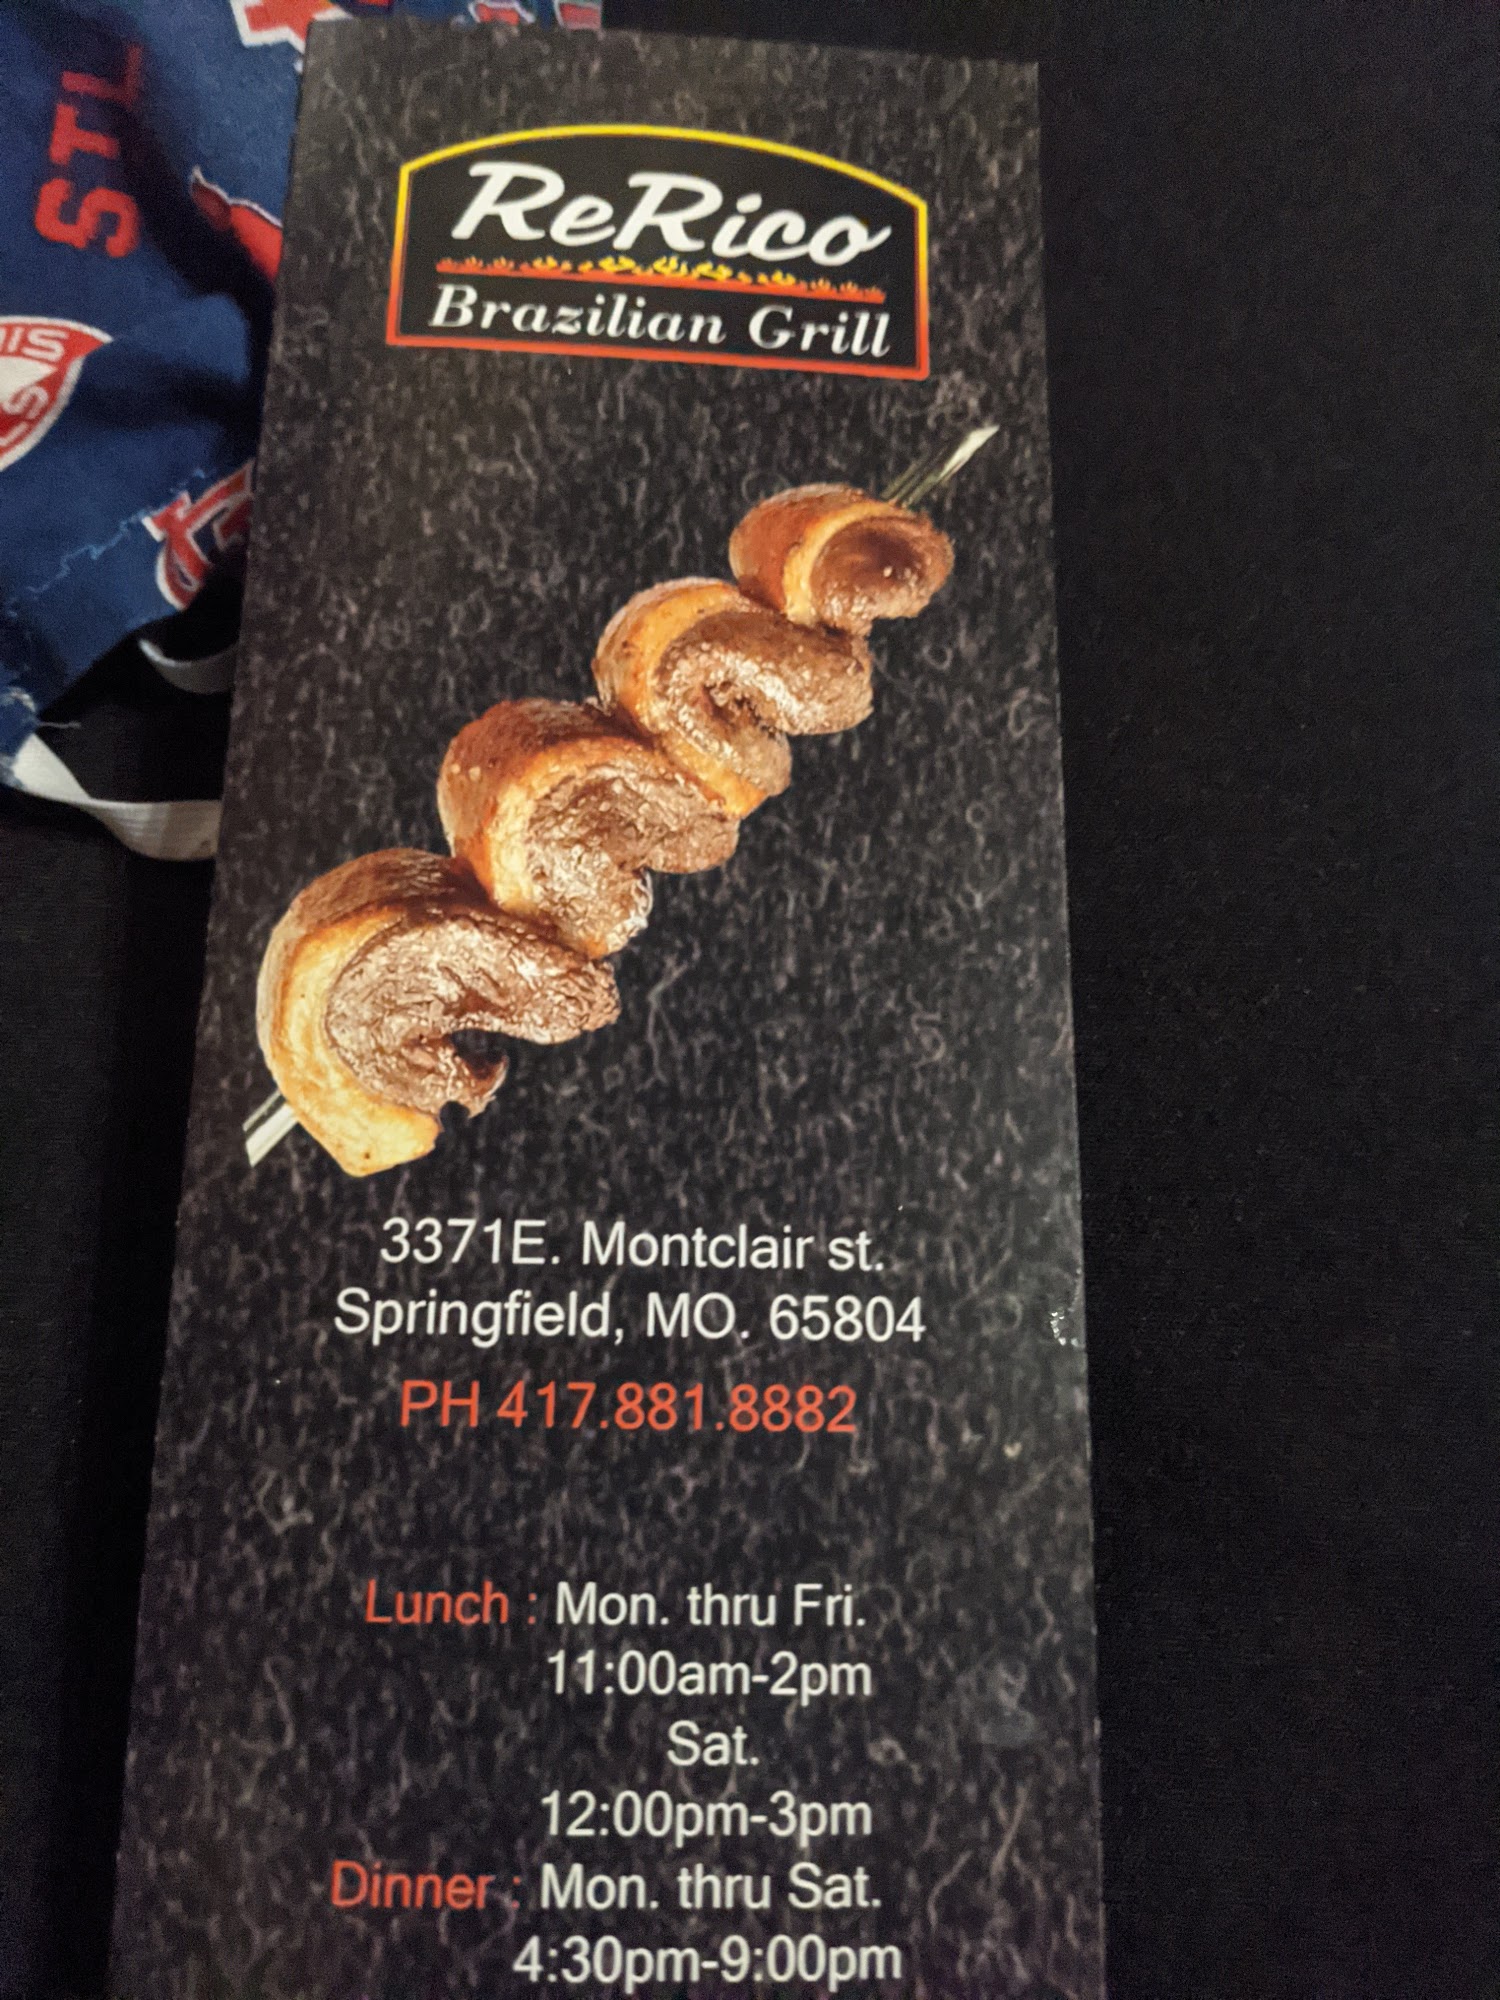 STL
ReRico
Brazilian Grill
3371E. Montclair st.
Springfield, MO. 65804
PH 417.881.8882
Lunch : Mon. thru Fri.
11:00am-2pm
Sat.
12:00pm-3pm
Dinner : Mon. thru Sat.
4:30pm-9:00pm